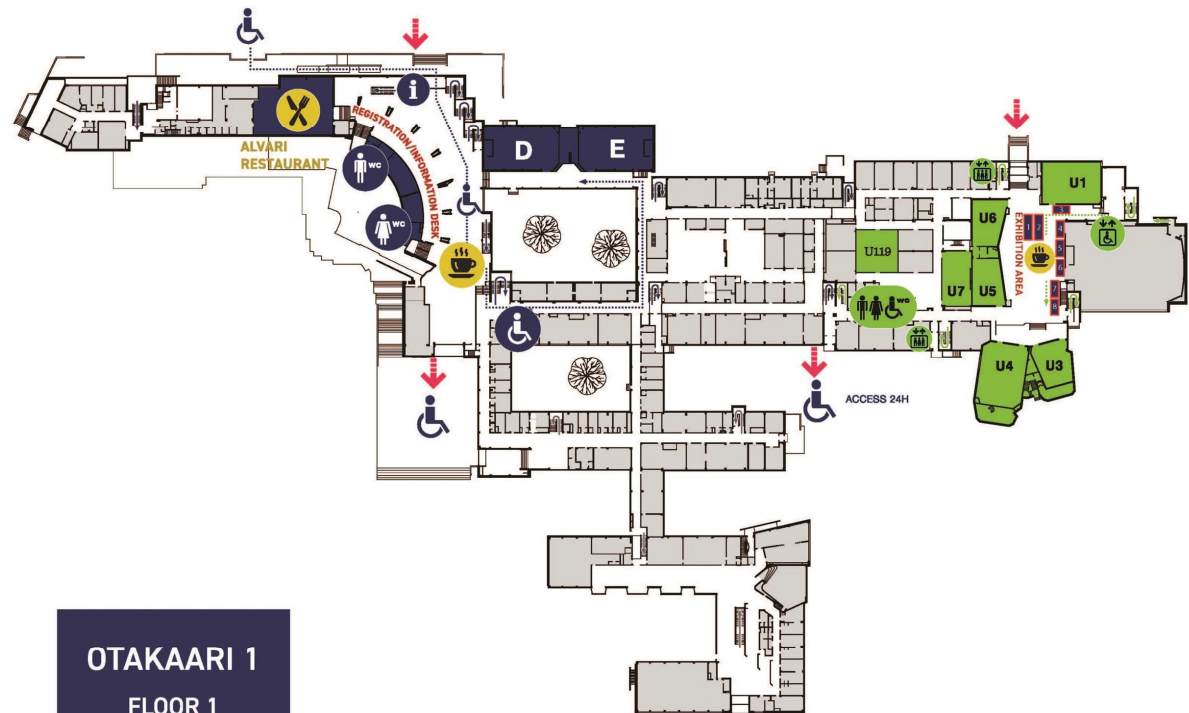 i
D
E
U1
ALVARI
RESTAURANT
REGISTRATION/INFORMATION DESK
WC
WC
U6
EXHIBITION AREA
1
2
3
4
5
6
7
8
U119
U7
U5
WC
U4
U3
ACCESS 24H
OTAKAARI 1
FLOOR 1